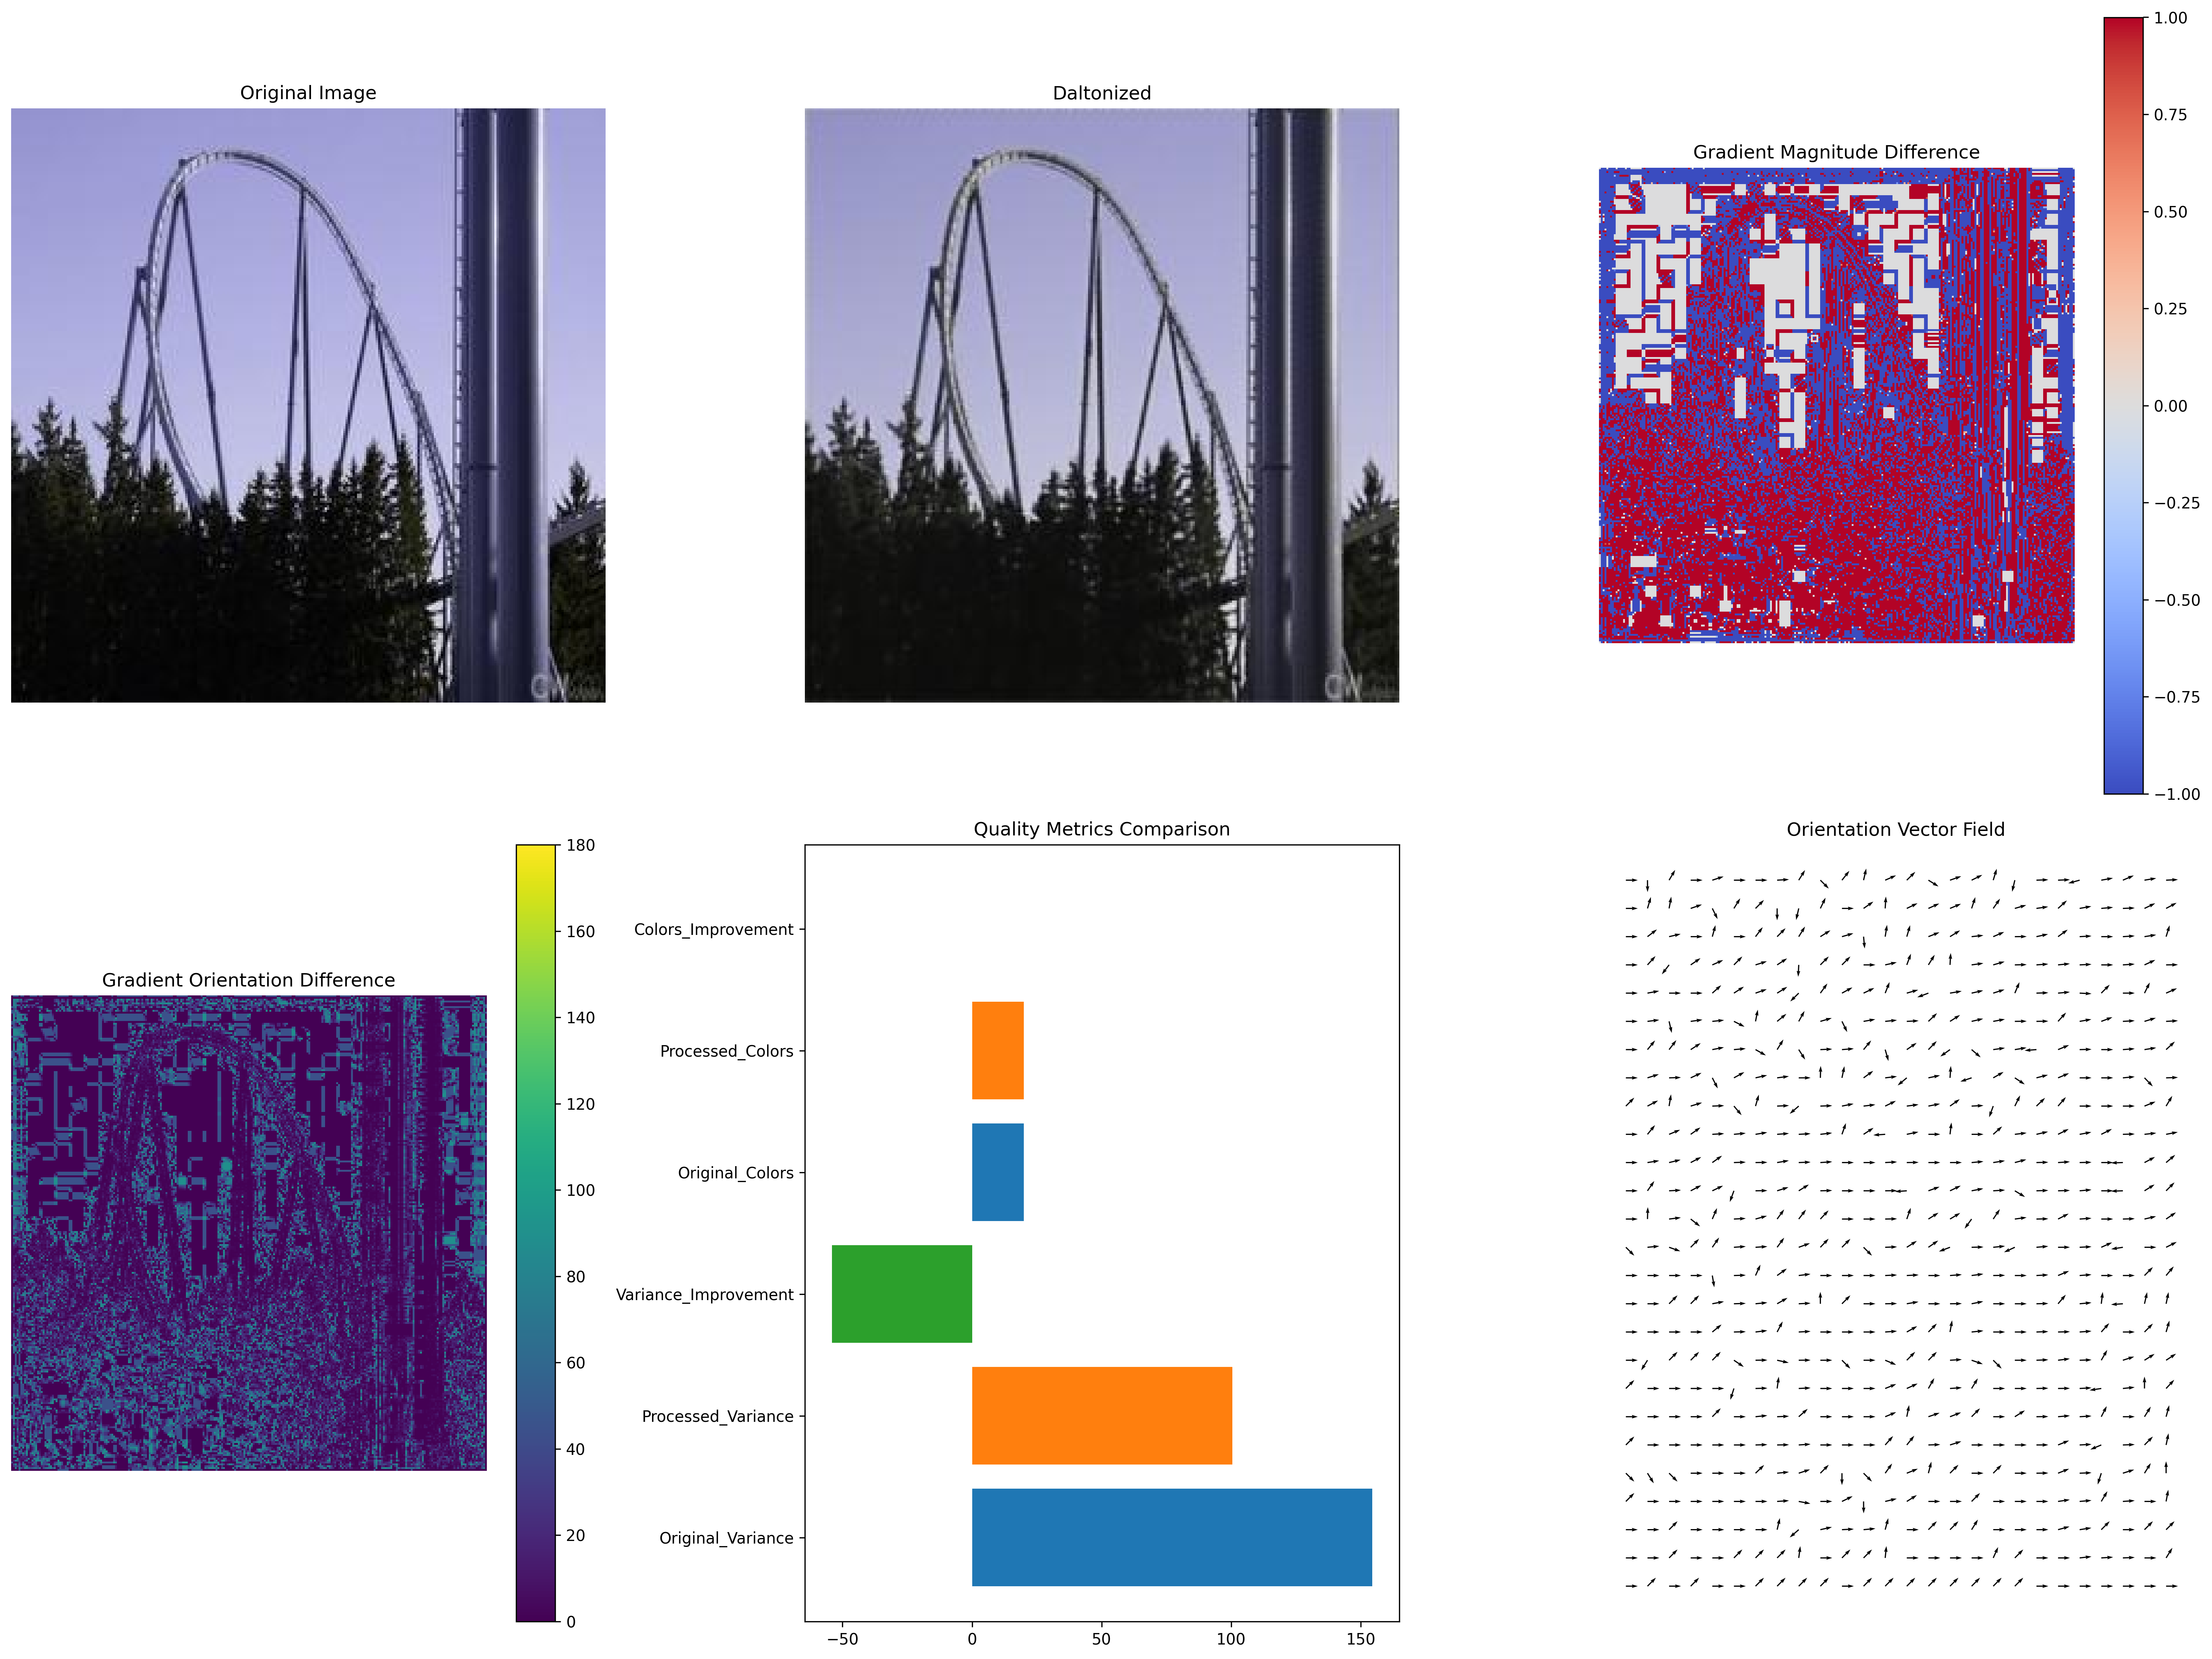 Original Image
Daltonized
Gradient Magnitude Difference
1.00
0.75
0.50
0.25
0.00
−0.25
−0.50
−0.75
−1.00
Gradient Orientation Difference
180
160
140
120
100
80
60
40
20
0
Quality Metrics Comparison
Colors_Improvement
Processed_Colors
Original_Colors
Variance_Improvement
Processed_Variance
Original_Variance
−50
0
50
100
150
Orientation Vector Field